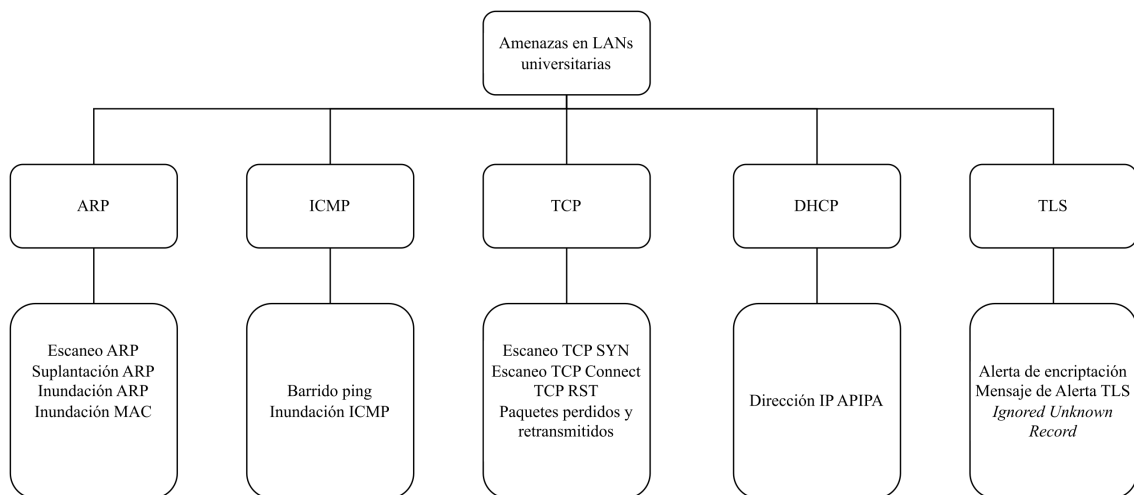 Amenazas en LANs
universitarias
ARP
ICMP
TCP
DHCP
TLS
Escaneo ARP
Suplantación ARP
Inundación ARP
Inundación MAC
Barrido ping
Inundación ICMP
Escaneo TCP SYN
Escaneo TCP Connect
TCP RST
Paquetes perdidos y
retransmitidos
Dirección IP APIPA
Alerta de encriptación
Mensaje de Alerta TLS
Ignored Unknown
Record